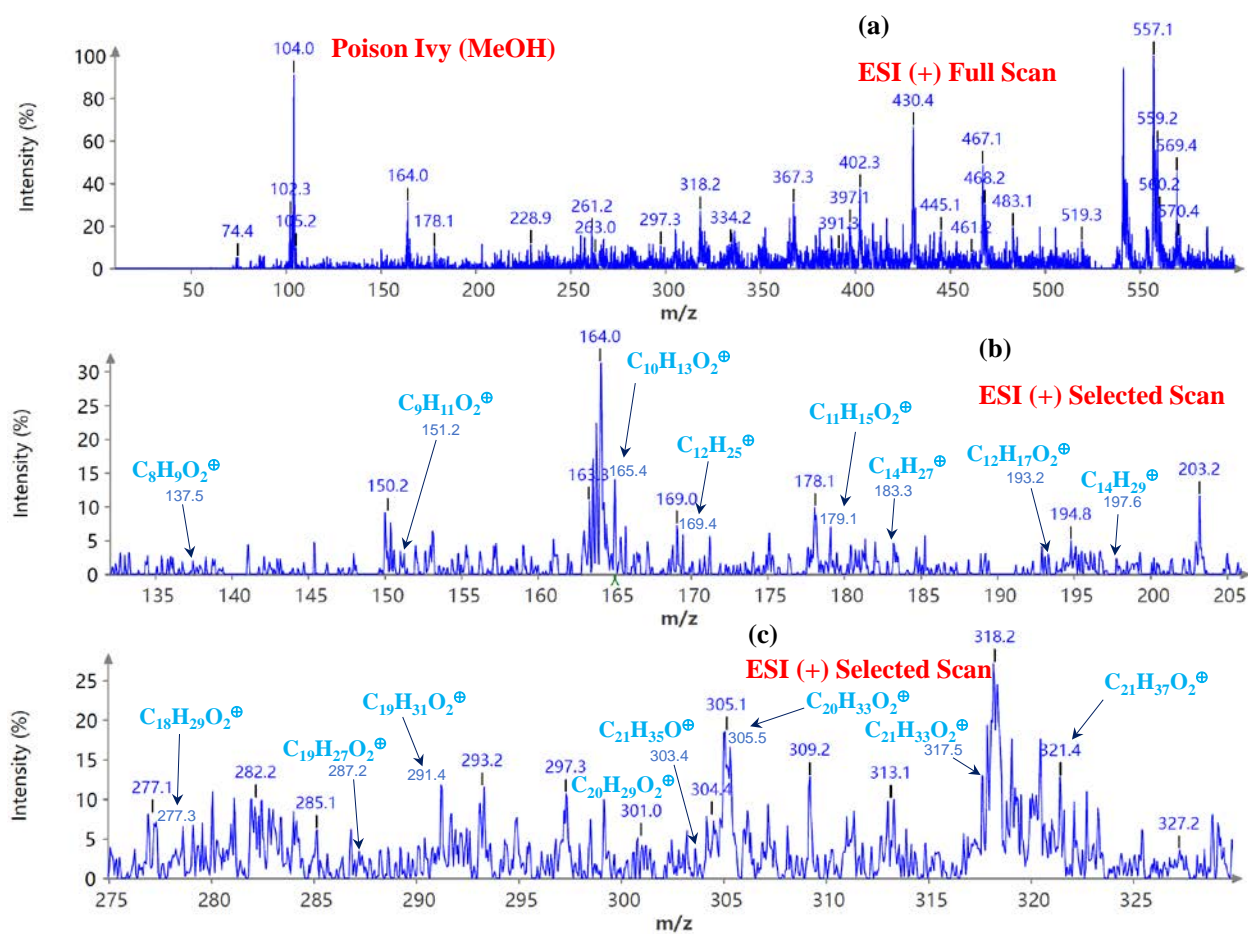 (a)
Poison Ivy (MeOH)
ESI (+) Full Scan
Intensity (%)
100
80
60
40
20
0
74.4
102.3
104.0
105.2
164.0
178.1
228.9
261.2
263.0
297.3
318.2
334.2
367.3
391.3
397.1
402.3
430.4
445.1
461.2
467.1
468.2
483.1
519.3
557.1
559.2
560.2
569.4
570.4
50 100 150 200 250 300 350 400 450 500 550
m/z
(b)
ESI (+) Selected Scan
Intensity (%)
30
25
20
15
10
5
0
C₈H₉O₂⊕
137.5
150.2
C₉H₁₁O₂⊕
151.2
163.3
164.0
C₁₀H₁₃O₂⊕
165.4
169.0
C₁₂H₂₅⊕
169.4
178.1
C₁₁H₁₅O₂⊕
179.1
C₁₄H₂₇⊕
183.3
C₁₂H₁₇O₂⊕
193.2
194.8
C₁₄H₂₉⊕
197.6
203.2
135 140 145 150 155 160 165 170 175 180 185 190 195 200 205
m/z
(c)
ESI (+) Selected Scan
Intensity (%)
25
20
15
10
5
0
277.1
C₁₈H₂₉O₂⊕
277.3
282.2
285.1
C₁₉H₂₇O₂⊕
287.2
C₁₉H₃₁O₂⊕
291.4
293.2
297.3
C₂₀H₂₉O₂⊕
301.0
C₂₁H₃₅O⊕
303.4
304.4
305.1
C₂₀H₃₃O₂⊕
305.5
309.2
313.1
C₂₁H₃₃O₂⊕
317.5
318.2
C₂₁H₃₇O₂⊕
321.4
327.2
275 280 285 290 295 300 305 310 315 320 325
m/z